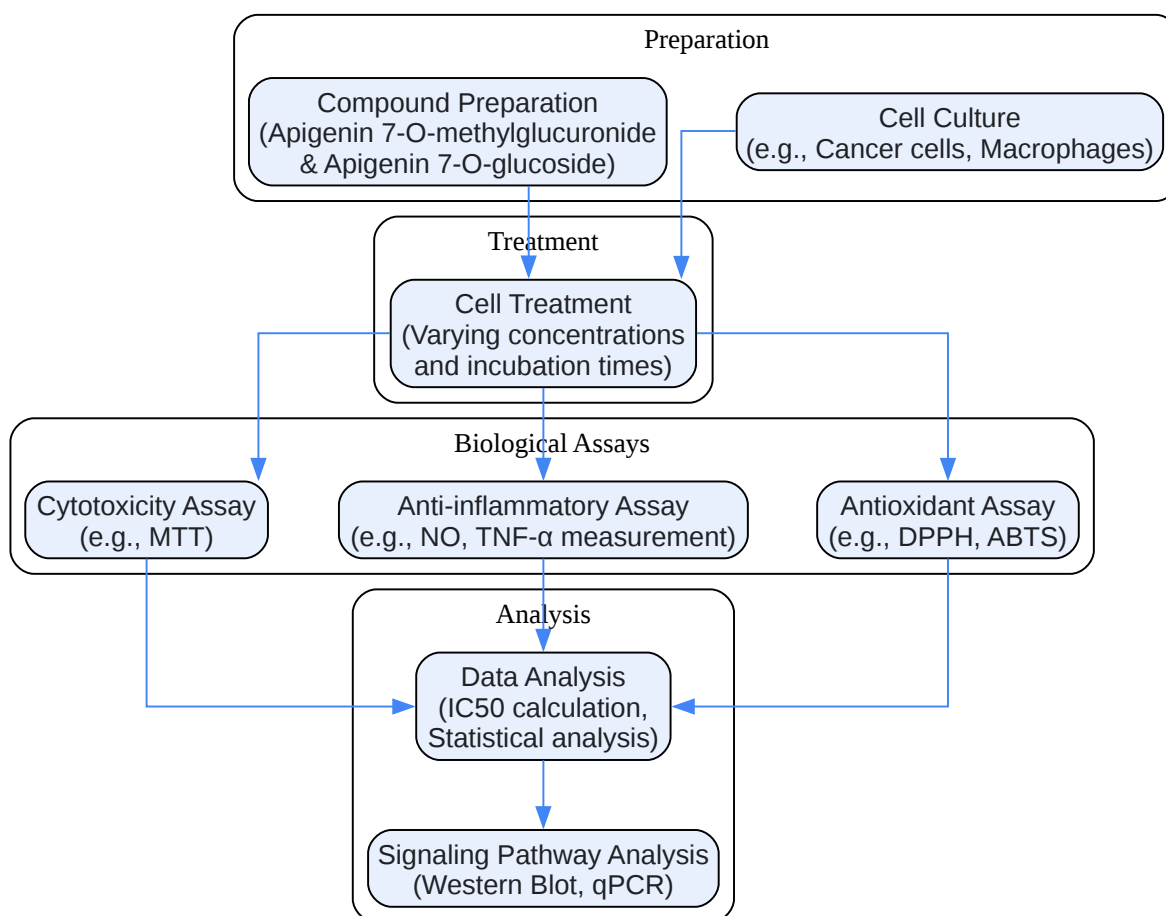 Preparation
Compound Preparation
(Apigenin 7-O-methylglucuronide
& Apigenin 7-O-glucoside)
Cell Culture
(e.g., Cancer cells, Macrophages)
Treatment
Cell Treatment
(Varying concentrations
and incubation times)
Biological Assays
Cytotoxicity Assay
(e.g., MTT)
Anti-inflammatory Assay
(e.g., NO, TNF-α measurement)
Antioxidant Assay
(e.g., DPPH, ABTS)
Analysis
Data Analysis
(IC50 calculation,
Statistical analysis)
Signaling Pathway Analysis
(Western Blot, qPCR)